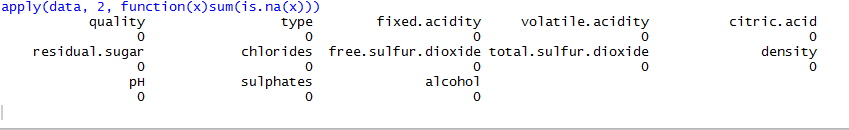 apply(data, 2, function(x)sum(is.na(x)))
quality type fixed.acidity volatile.acidity citric.acid
0 0 0 0 0
residual.sugar chlorides free.sulfur.dioxide total.sulfur.dioxide density
0 0 0 0 0
pH sulphates alcohol
0 0 0